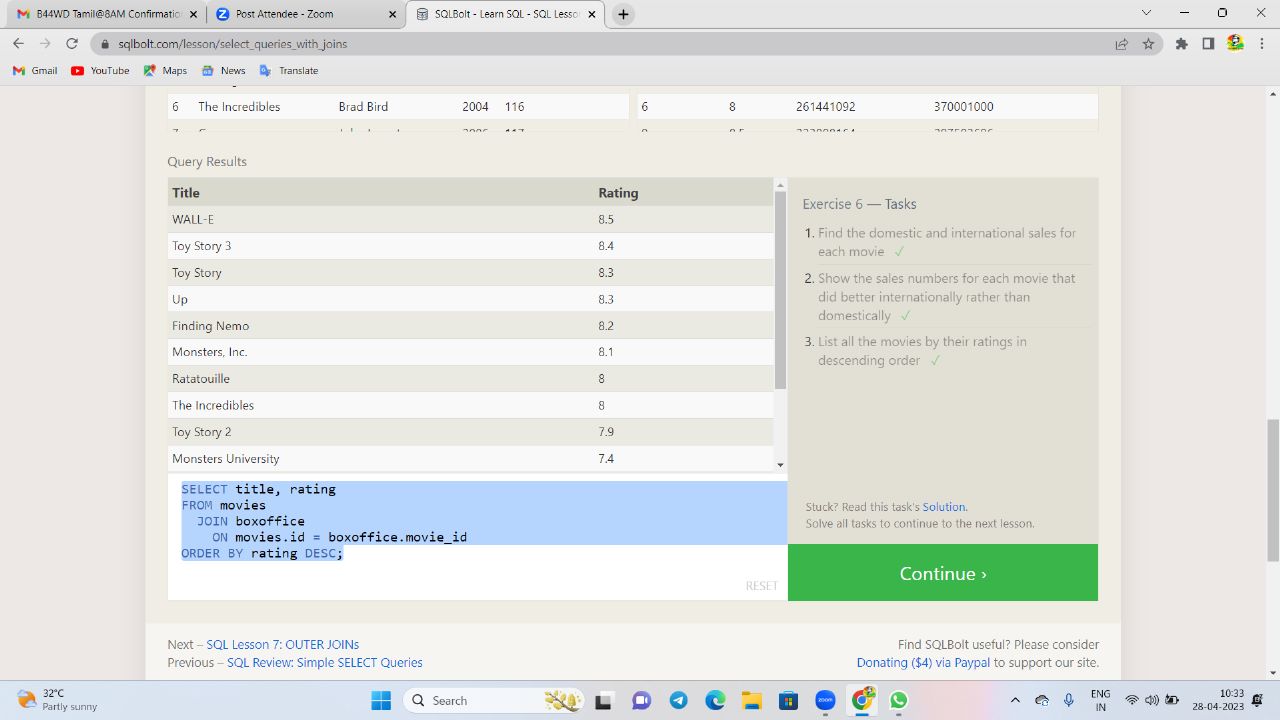 B44WD Tamil@8AM Confirmatio
Post Attendee - Zoom
SQLBolt - Learn SQL - SQL Lesso
sqlbolt.com/lesson/select_queries_with_joins
Gmail
YouTube
Maps
News
Translate
6 The Incredibles Brad Bird 2004 116
6 8 261441092 370001000
Query Results
Title Rating
WALL-E 8.5
Toy Story 3 8.4
Toy Story 8.3
Up 8.3
Finding Nemo 8.2
Monsters, Inc. 8.1
Ratatouille 8
The Incredibles 8
Toy Story 2 7.9
Monsters University 7.4
SELECT title, rating
FROM movies
JOIN boxoffice
ON movies.id = boxoffice.movie_id
ORDER BY rating DESC;
RESET
Exercise 6 — Tasks
1. Find the domestic and international sales for
each movie ✓
2. Show the sales numbers for each movie that
did better internationally rather than
domestically ✓
3. List all the movies by their ratings in
descending order ✓
Stuck? Read this task's Solution.
Solve all tasks to continue to the next lesson.
Continue ›
Next – SQL Lesson 7: OUTER JOINs
Previous – SQL Review: Simple SELECT Queries
Find SQLBolt useful? Please consider
Donating ($4) via Paypal to support our site.
32°C
Partly sunny
Search
zoom
ENG
IN
10:33
28-04-2023